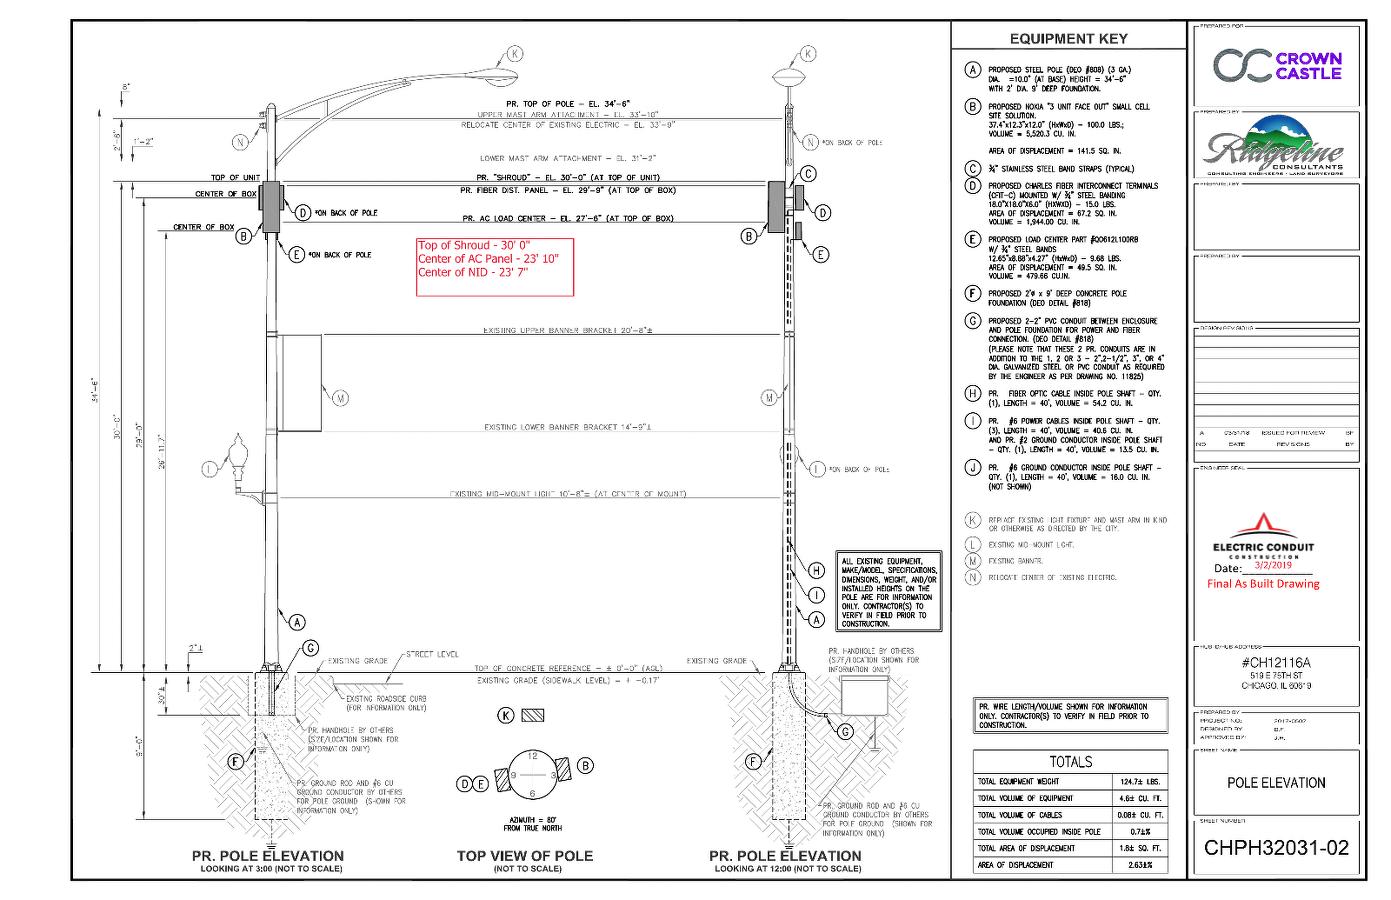 K
K
8"
PR. TOP OF POLE - EL. 34'-6"
UPPER MAST ARM ATTACHMENT - EL. 33'-10"
RELOCATE CENTER OF EXISTING ELECTRIC - EL. 33'-9"
2'-6"
1'-2"
N
N *ON BACK OF POLE
LOWER MAST ARM ATTACHMENT - EL. 31'-2"
C
TOP OF UNIT
PR. "SHROUD" - EL. 30'-0" (AT TOP OF UNIT)
CENTER OF BOX
PR. FIBER DIST. PANEL - EL. 29'-9" (AT TOP OF BOX)
D *ON BACK OF POLE
D
PR. AC LOAD CENTER - EL. 27'-6" (AT TOP OF BOX)
CENTER OF BOX
B
B
E *ON BACK OF POLE
E
Top of Shroud - 30' 0"
Center of AC Panel - 23' 10"
Center of NID - 23' 7"
EXISTING UPPER BANNER BRACKET 20'-8"±
34'-6"
30'-0"
29'-0"
26' 11.7"
M
M
EXISTING LOWER BANNER BRACKET 14'-9"±
I
I *ON BACK OF POLE
EXISTING MID-MOUNT LIGHT 10'-8"± (AT CENTER OF MOUNT)
H
I
A
A
ALL EXISTING EQUIPMENT,
MAKE/MODEL, SPECIFICATIONS,
DIMENSIONS, WEIGHT, AND/OR
INSTALLED HEIGHTS ON THE
POLE ARE FOR INFORMATION
ONLY. CONTRACTOR(S) TO
VERIFY IN FIELD PRIOR TO
CONSTRUCTION.
2"±
G
EXISTING GRADE
STREET LEVEL
TOP OF CONCRETE REFERENCE - ± 0'-0" (AGL)
EXISTING GRADE (SIDEWALK LEVEL) = + -0.17'
EXISTING GRADE
PR. HANDHOLE BY OTHERS
(SIZE/LOCATION SHOWN FOR
INFORMATION ONLY)
30"±
EXISTING ROADSIDE CURB
(FOR INFORMATION ONLY)
K
PR. HANDHOLE BY OTHERS
(SIZE/LOCATION SHOWN FOR
INFORMATION ONLY)
G
9'-0"
F
F
12
9
3
6
D E
B
PR. GROUND ROD AND #6 CU
GROUND CONDUCTOR BY OTHERS
FOR POLE GROUND (SHOWN FOR
INFORMATION ONLY)
PR. GROUND ROD AND #6 CU
GROUND CONDUCTOR BY OTHERS
FOR POLE GROUND (SHOWN FOR
INFORMATION ONLY)
AZIMUTH = 80°
FROM TRUE NORTH
PR. POLE ELEVATION
LOOKING AT 3:00 (NOT TO SCALE)
TOP VIEW OF POLE
(NOT TO SCALE)
PR. POLE ELEVATION
LOOKING AT 12:00 (NOT TO SCALE)
EQUIPMENT KEY
A PROPOSED STEEL POLE (DEO #808) (3 GA.)
DIA. =10.0" (AT BASE) HEIGHT = 34'-6"
WITH 2' DIA. 9' DEEP FOUNDATION.
B PROPOSED NOKIA "3 UNIT FACE OUT" SMALL CELL
SITE SOLUTION.
37.4"x12.3"x12.0" (HxWxD) - 100.0 LBS.;
VOLUME = 5,520.3 CU. IN.
AREA OF DISPLACEMENT = 141.5 SQ. IN.
C ¾" STAINLESS STEEL BAND STRAPS (TYPICAL)
D PROPOSED CHARLES FIBER INTERCONNECT TERMINALS
(CFIT-C) MOUNTED W/ ¾" STEEL BANDING
18.0"X18.0"X6.0" (HXWXD) - 15.0 LBS.
AREA OF DISPLACEMENT = 67.2 SQ. IN.
VOLUME = 1,944.00 CU. IN.
E PROPOSED LOAD CENTER PART #QO612L100RB
W/ ¾" STEEL BANDS
12.65"x8.88"x4.27" (HxWxD) - 9.68 LBS.
AREA OF DISPLACEMENT = 49.5 SQ. IN.
VOLUME = 479.66 CU.IN.
F PROPOSED 2'ø x 9' DEEP CONCRETE POLE
FOUNDATION (DEO DETAIL #818)
G PROPOSED 2-2" PVC CONDUIT BETWEEN ENCLOSURE
AND POLE FOUNDATION FOR POWER AND FIBER
CONNECTION. (DEO DETAIL #818)
(PLEASE NOTE THAT THESE 2 PR. CONDUITS ARE IN
ADDITION TO THE 1, 2 OR 3 - 2",2-1/2", 3", OR 4"
DIA. GALVANIZED STEEL OR PVC CONDUIT AS REQUIRED
BY THE ENGINEER AS PER DRAWING NO. 11825)
H PR. FIBER OPTIC CABLE INSIDE POLE SHAFT - QTY.
(1), LENGTH = 40', VOLUME = 54.2 CU. IN.
I PR. #6 POWER CABLES INSIDE POLE SHAFT - QTY.
(3), LENGTH = 40', VOLUME = 40.6 CU. IN.
AND PR. #2 GROUND CONDUCTOR INSIDE POLE SHAFT
- QTY. (1), LENGTH = 40', VOLUME = 13.5 CU. IN.
J PR. #6 GROUND CONDUCTOR INSIDE POLE SHAFT -
QTY. (1), LENGTH = 40', VOLUME = 16.0 CU. IN.
(NOT SHOWN)
K REPLACE EXISTING LIGHT FIXTURE AND MAST ARM IN KIND
OR OTHERWISE AS DIRECTED BY THE CITY.
L EXISTING MID-MOUNT LIGHT.
M EXISTING BANNER.
N RELOCATE CENTER OF EXISTING ELECTRIC.
PR. WIRE LENGTH/VOLUME SHOWN FOR INFORMATION
ONLY. CONTRACTOR(S) TO VERIFY IN FIELD PRIOR TO
CONSTRUCTION.
TOTALS
TOTAL EQUIPMENT WEIGHT 124.7± LBS.
TOTAL VOLUME OF EQUIPMENT 4.6± CU. FT.
TOTAL VOLUME OF CABLES 0.08± CU. FT.
TOTAL VOLUME OCCUPIED INSIDE POLE 0.7±%
TOTAL AREA OF DISPLACEMENT 1.8± SQ. FT.
AREA OF DISPLACEMENT 2.63±%
PREPARED FOR
CROWN
CASTLE
PREPARED BY
Ridgeline
CONSULTANTS
CONSULTING ENGINEERS · LAND SURVEYORS
PREPARED BY
PREPARED BY
DESIGN REVISIONS
A 03/31/18 ISSUED FOR REVIEW BF
NO DATE REVISIONS BY
ENGINEER SEAL
ELECTRIC CONDUIT
CONSTRUCTION
Date: 3/2/2019
Final As Built Drawing
HUB ID/HUB ADDRESS
#CH12116A
519 E 75TH ST
CHICAGO, IL 60619
PREPARED BY
PROJECT NO.: 2017-0602
DESIGNED BY: B.F.
APPROVED BY: J.R.
SHEET NAME
POLE ELEVATION
SHEET NUMBER
CHPH32031-02